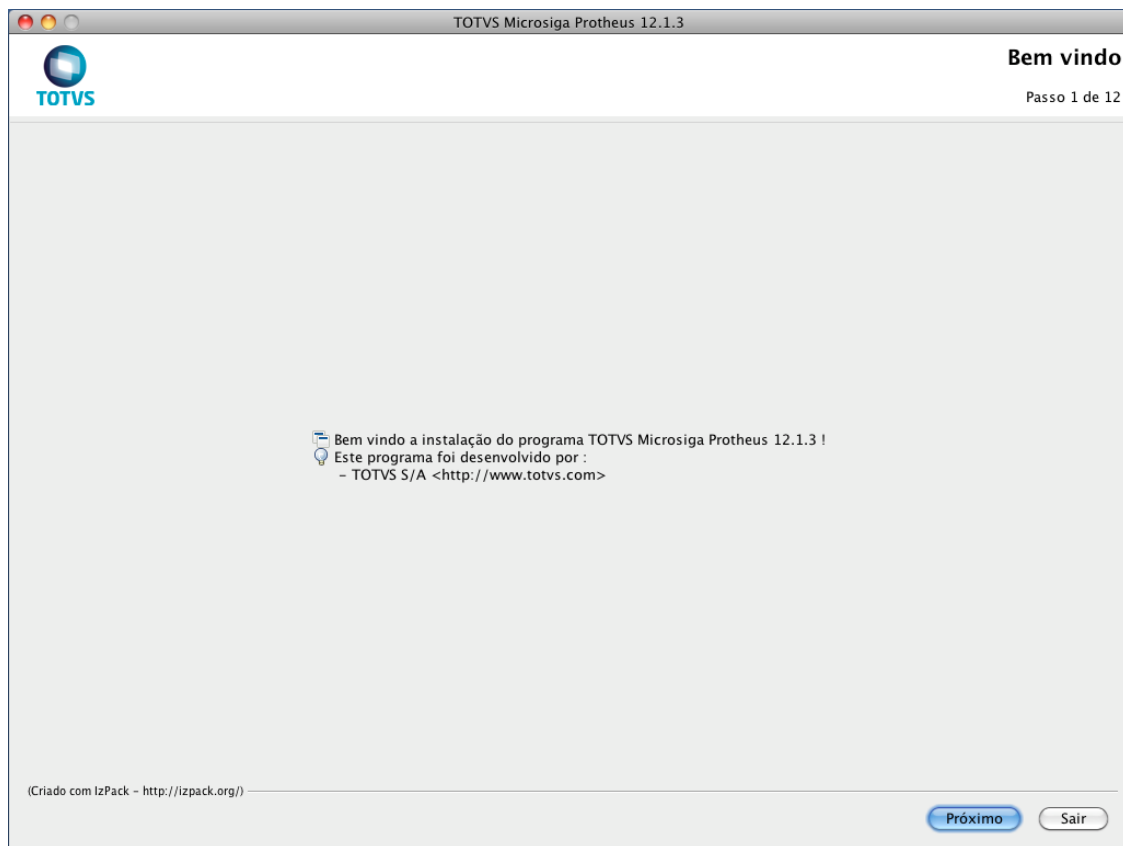 TOTVS Microsiga Protheus 12.1.3
TOTVS
Bem vindo
Passo 1 de 12
Bem vindo a instalação do programa TOTVS Microsiga Protheus 12.1.3 !
Este programa foi desenvolvido por :
- TOTVS S/A <http://www.totvs.com>
(Criado com IzPack - http://izpack.org/)
Próximo
Sair